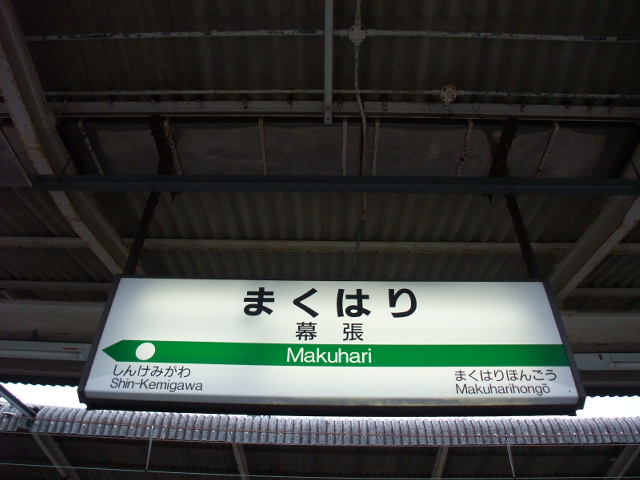 まくはり
幕張
Makuhari
しんけみがわ
Shin-Kemigawa
まくはりほんごう
Makuharihongō